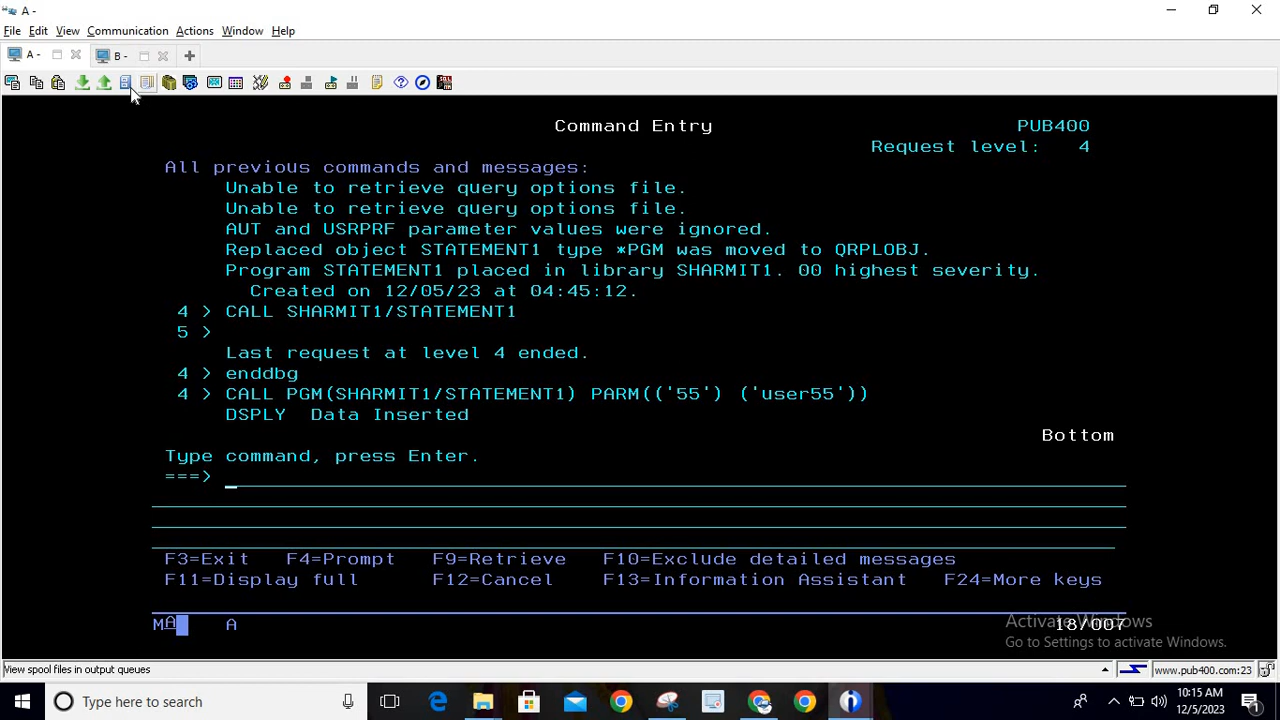 A -
File Edit View Communication Actions Window Help
A - B -
Command Entry PUB400
Request level: 4
All previous commands and messages:
Unable to retrieve query options file.
Unable to retrieve query options file.
AUT and USRPRF parameter values were ignored.
Replaced object STATEMENT1 type *PGM was moved to QRPLOBJ.
Program STATEMENT1 placed in library SHARMIT1. 00 highest severity.
Created on 12/05/23 at 04:45:12.
4 > CALL SHARMIT1/STATEMENT1
5 >
Last request at level 4 ended.
4 > enddbg
4 > CALL PGM(SHARMIT1/STATEMENT1) PARM(('55') ('user55'))
DSPLY  Data Inserted
Bottom
Type command, press Enter.
===>
F3=Exit F4=Prompt F9=Retrieve F10=Exclude detailed messages
F11=Display full F12=Cancel F13=Information Assistant F24=More keys
MA A 18/007
Activate Windows
Go to Settings to activate Windows.
View spool files in output queues www.pub400.com:23
Type here to search 10:15 AM
12/5/2023